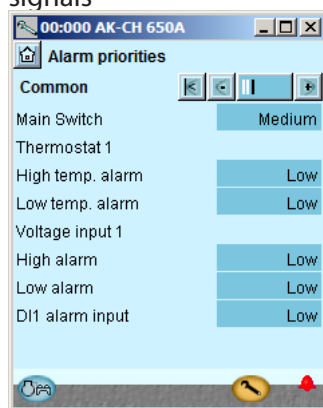 signals
00:000 AK-CH 650A
Alarm priorities
Common
Main Switch Medium
Thermostat 1
High temp. alarm Low
Low temp. alarm Low
Voltage input 1
High alarm Low
Low alarm Low
DI1 alarm input Low